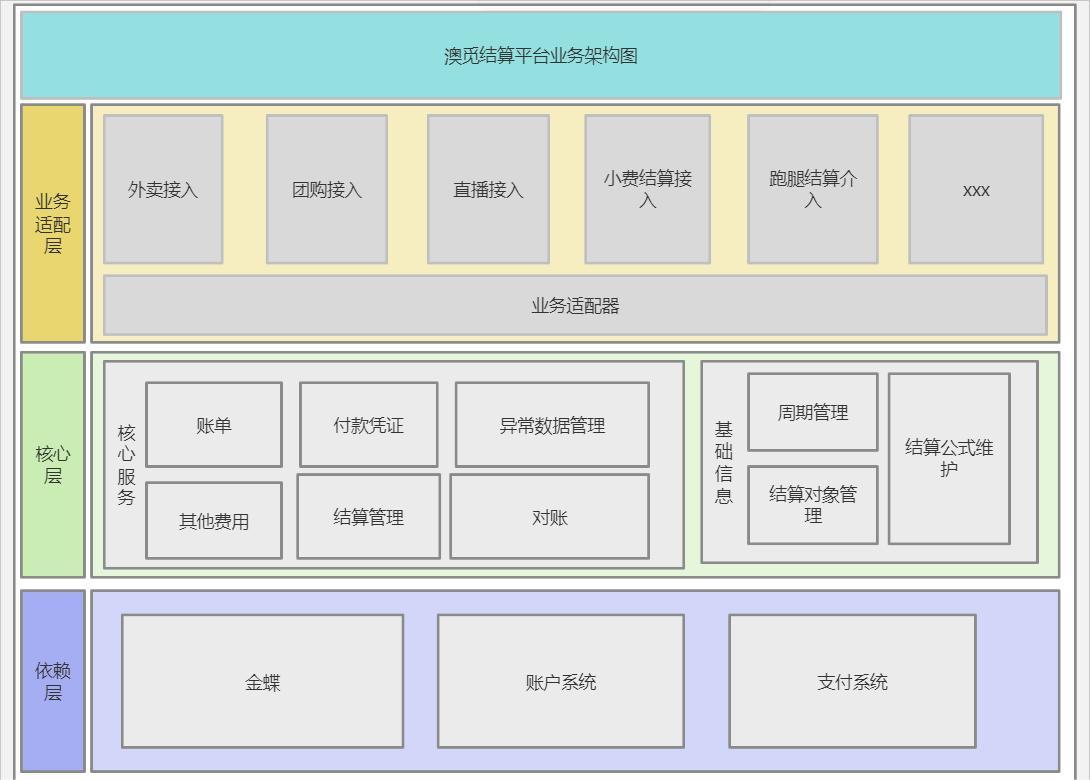 澳觅结算平台业务架构图
业务
适配
层
外卖接入
团购接入
直播接入
小费结算接
入
跑腿结算介
入
xxx
业务适配器
核心
层
核
心
服
务
账单
付款凭证
异常数据管理
其他费用
结算管理
对账
基
础
信
息
周期管理
结算对象管
理
结算公式维
护
依赖
层
金蝶
账户系统
支付系统